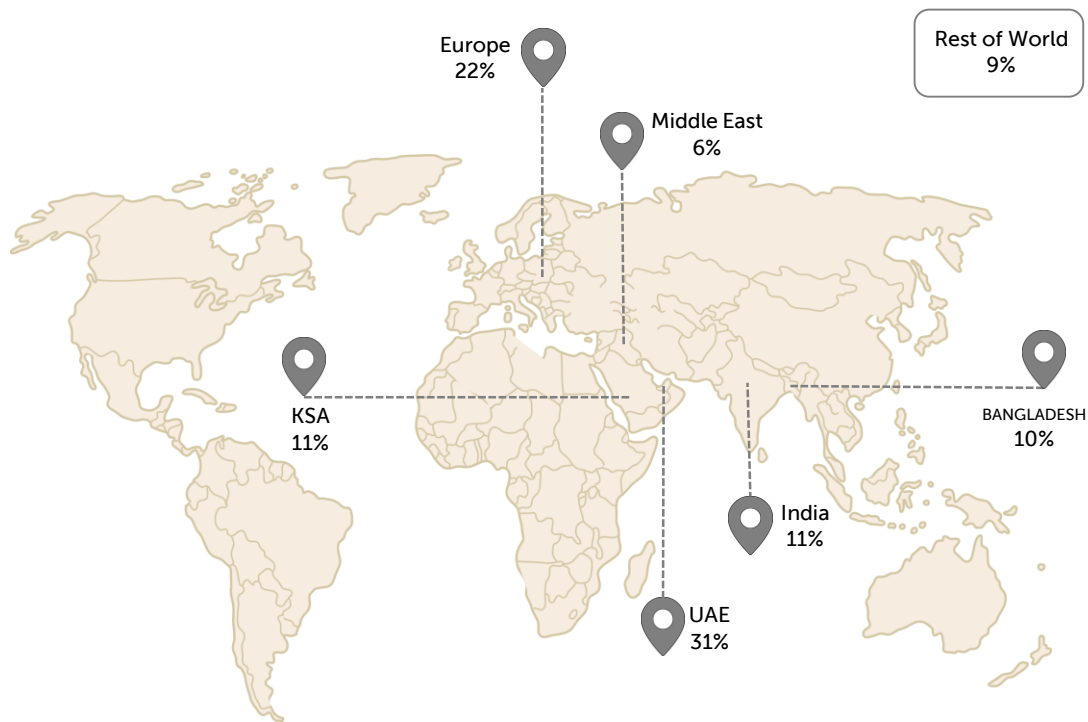 Rest of World
9%
Europe
22%
Middle East
6%
KSA
11%
BANGLADESH
10%
India
11%
UAE
31%